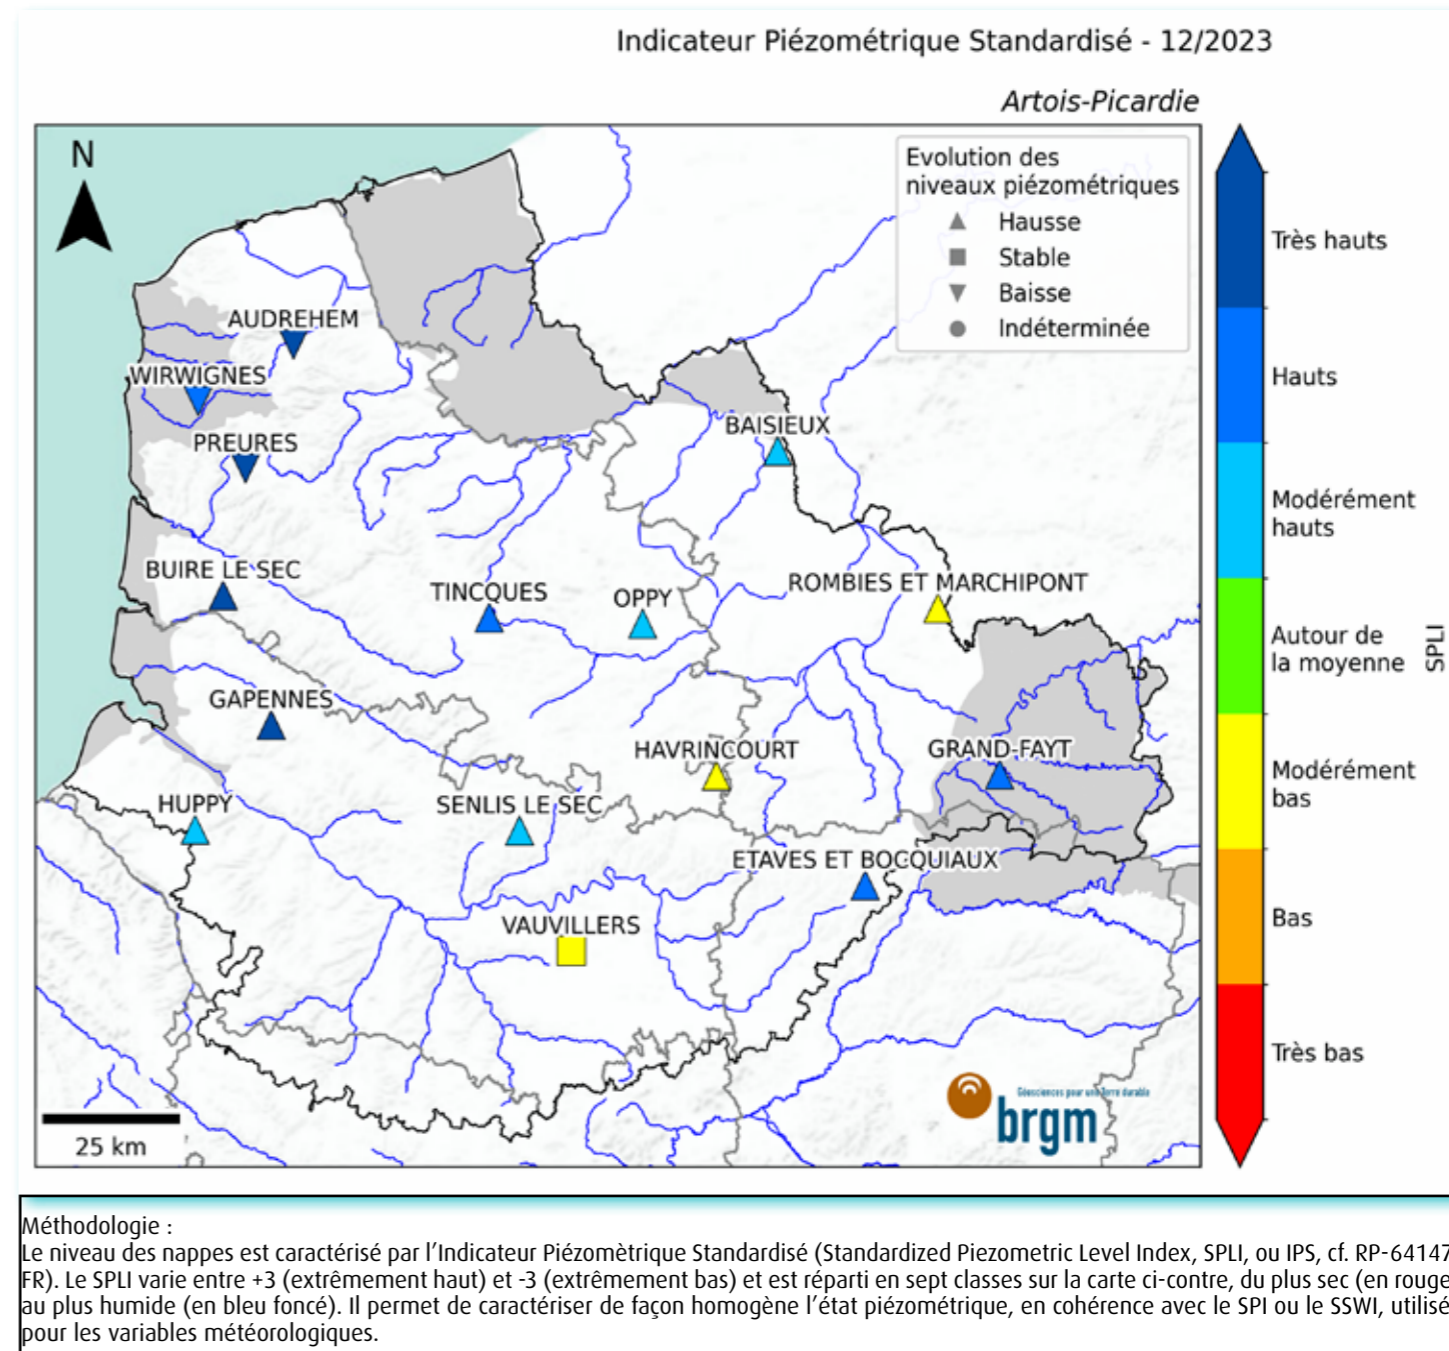 Indicateur Piézométrique Standardisé - 12/2023
Artois-Picardie
N
Evolution des
niveaux piézométriques
Hausse
Stable
Baisse
Indéterminée
AUDREHEM
WIRWIGNES
PREURES
BAISIEUX
BUIRE LE SEC
TINCQUES
OPPY
ROMBIES ET MARCHIPONT
GAPENNES
HAVRINCOURT
GRAND-FAYT
HUPPY
SENLIS LE SEC
ETAVES ET BOCQUIAUX
VAUVILLERS
25 km
Géosciences pour une Terre durable
brgm
Très hauts
Hauts
Modérément
hauts
Autour de
la moyenne
SPLI
Modérément
bas
Bas
Très bas
Méthodologie :
Le niveau des nappes est caractérisé par l'Indicateur Piézomètrique Standardisé (Standardized Piezometric Level Index, SPLI, ou IPS, cf. RP-64147
FR). Le SPLI varie entre +3 (extrêmement haut) et -3 (extrêmement bas) et est réparti en sept classes sur la carte ci-contre, du plus sec (en rouge
au plus humide (en bleu foncé). Il permet de caractériser de façon homogène l'état piézométrique, en cohérence avec le SPI ou le SSWI, utilisé
pour les variables météorologiques.